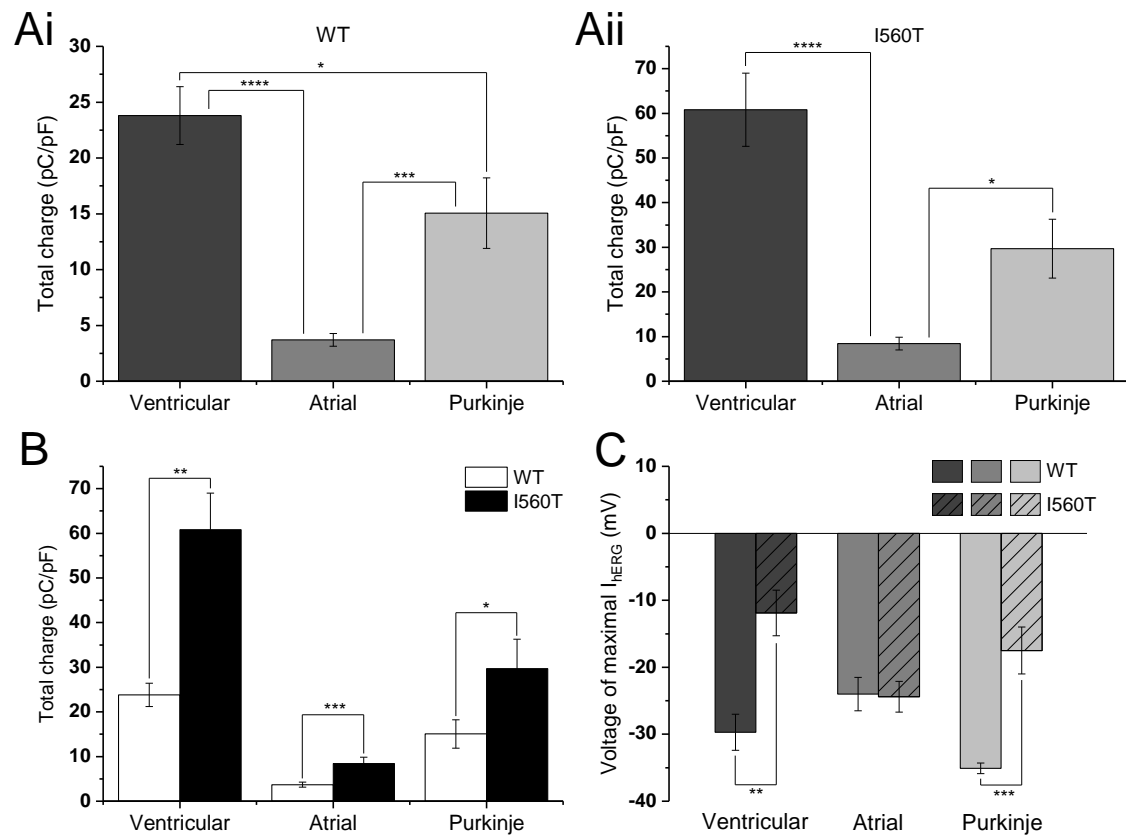 Ai
WT
30
25
20
15
10
5
0
Total charge (pC/pF)
*
****
***
Ventricular Atrial Purkinje
Aii
I560T
70
60
50
40
30
20
10
0
Total charge (pC/pF)
****
*
Ventricular Atrial Purkinje
B
70
60
50
40
30
20
10
0
Total charge (pC/pF)
WT
I560T
**
***
*
Ventricular Atrial Purkinje
C
10
0
-10
-20
-30
-40
Voltage of maximal IhERG (mV)
WT
I560T
**
***
Ventricular Atrial Purkinje